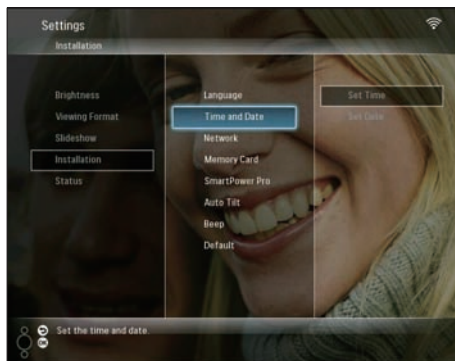 Settings
Installation
Brightness
Viewing Format
Slideshow
Installation
Status
Language
Time and Date
Network
Memory Card
SmartPower Pro
Auto Tilt
Beep
Default
Set Time
Set Date
OK
Set the time and date.